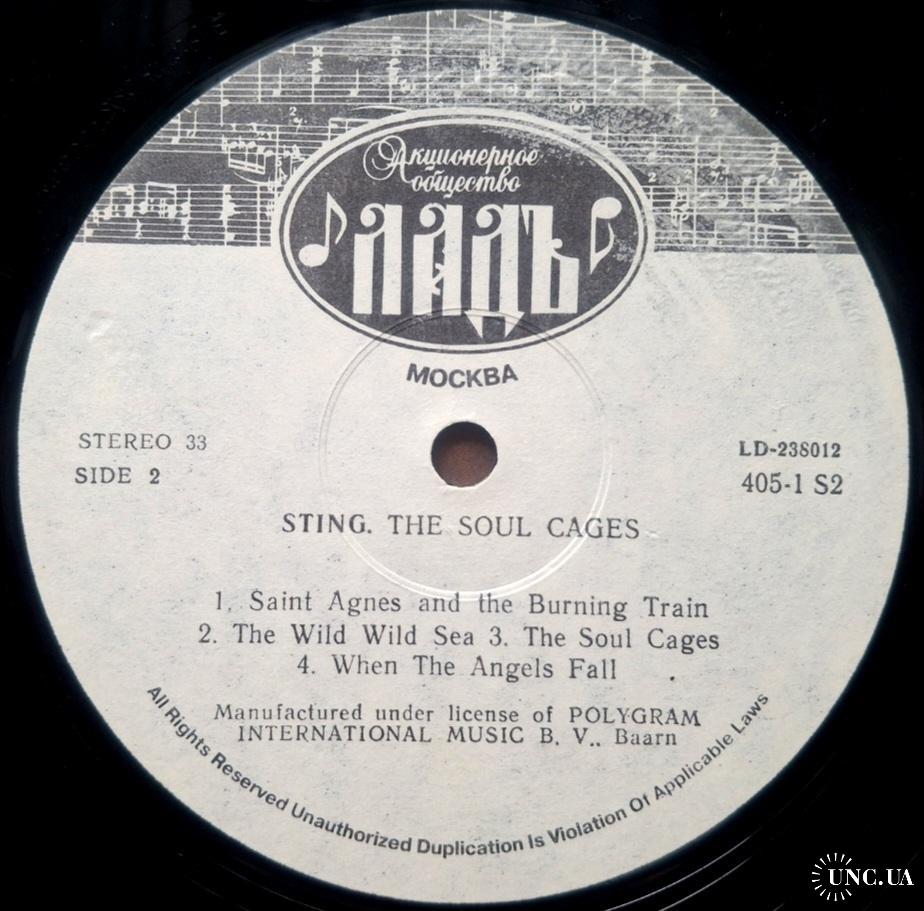 Акционерное
общество
ЛАДЪ
МОСКВА
STEREO 33
SIDE 2
LD-238012
405-1 S2
STING. THE SOUL CAGES
1. Saint Agnes and the Burning Train
2. The Wild Wild Sea 3. The Soul Cages
4. When The Angels Fall
Manufactured under license of POLYGRAM
INTERNATIONAL MUSIC B. V., Baarn
All Rights Reserved Unauthorized Duplication Is Violation Of Applicable Laws
UNC.UA